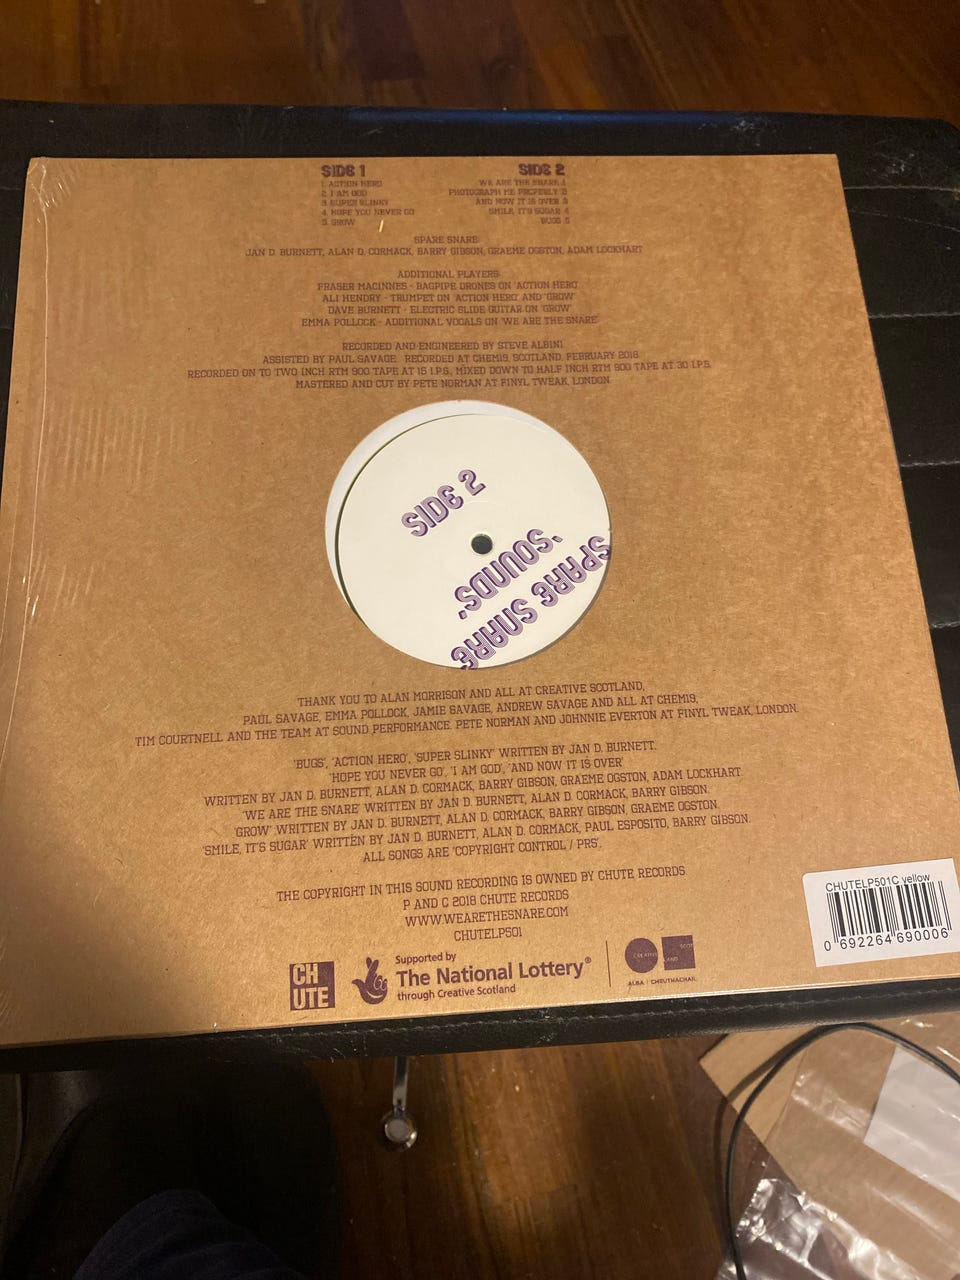 SIDE 1
1. ACTION HERO
2. I AM GOD
3. SUPER SLINKY
4. HOPE YOU NEVER GO
5. GROW
SIDE 2
WE ARE THE SNARE 1
PHOTOGRAPH ME PROPERLY 2
AND NOW IT IS OVER 3
SMILE, IT'S SUGAR 4
BUGS 5
SPARE SNARE:
JAN D. BURNETT, ALAN D. CORMACK, BARRY GIBSON, GRAEME OGSTON, ADAM LOCKHART
ADDITIONAL PLAYERS:
FRASER MACINNES - BAGPIPE DRONES ON 'ACTION HERO'
ALI HENDRY - TRUMPET ON 'ACTION HERO' AND 'GROW'
DAVE BURNETT - ELECTRIC SLIDE GUITAR ON 'GROW'
EMMA POLLOCK - ADDITIONAL VOCALS ON 'WE ARE THE SNARE'
RECORDED AND ENGINEERED BY STEVE ALBINI
ASSISTED BY PAUL SAVAGE. RECORDED AT CHEM19, SCOTLAND, FEBRUARY 2018.
RECORDED ON TO TWO INCH RTM 900 TAPE AT 15 I.P.S., MIXED DOWN TO HALF INCH RTM 900 TAPE AT 30 I.P.S.
MASTERED AND CUT BY PETE NORMAN AT FINYL TWEAK, LONDON.
SIDE 2
SPARE SNARE
'SOUNDS'
THANK YOU TO ALAN MORRISON AND ALL AT CREATIVE SCOTLAND,
PAUL SAVAGE, EMMA POLLOCK, JAMIE SAVAGE, ANDREW SAVAGE AND ALL AT CHEM19,
TIM COURTNELL AND THE TEAM AT SOUND PERFORMANCE. PETE NORMAN AND JOHNNIE EVERTON AT FINYL TWEAK, LONDON.
'BUGS', 'ACTION HERO', 'SUPER SLINKY' WRITTEN BY JAN D. BURNETT.
'HOPE YOU NEVER GO', 'I AM GOD', 'AND NOW IT IS OVER'
WRITTEN BY JAN D. BURNETT, ALAN D. CORMACK, BARRY GIBSON, GRAEME OGSTON, ADAM LOCKHART.
'WE ARE THE SNARE' WRITTEN BY JAN D. BURNETT, ALAN D. CORMACK, BARRY GIBSON.
'GROW' WRITTEN BY JAN D. BURNETT, ALAN D. CORMACK, BARRY GIBSON, GRAEME OGSTON.
'SMILE, IT'S SUGAR' WRITTEN BY JAN D. BURNETT, ALAN D. CORMACK, PAUL ESPOSITO, BARRY GIBSON.
ALL SONGS ARE 'COPYRIGHT CONTROL / PRS'.
THE COPYRIGHT IN THIS SOUND RECORDING IS OWNED BY CHUTE RECORDS
P AND C 2018 CHUTE RECORDS
WWW.WEARETHESNARE.COM
CHUTELP501
CH
UTE
Supported by
The National Lottery®
through Creative Scotland
CREATIVE SCOTLAND
ALBA | CHRUTHACHAIL
CHUTELP501C yellow
0 692264 690006